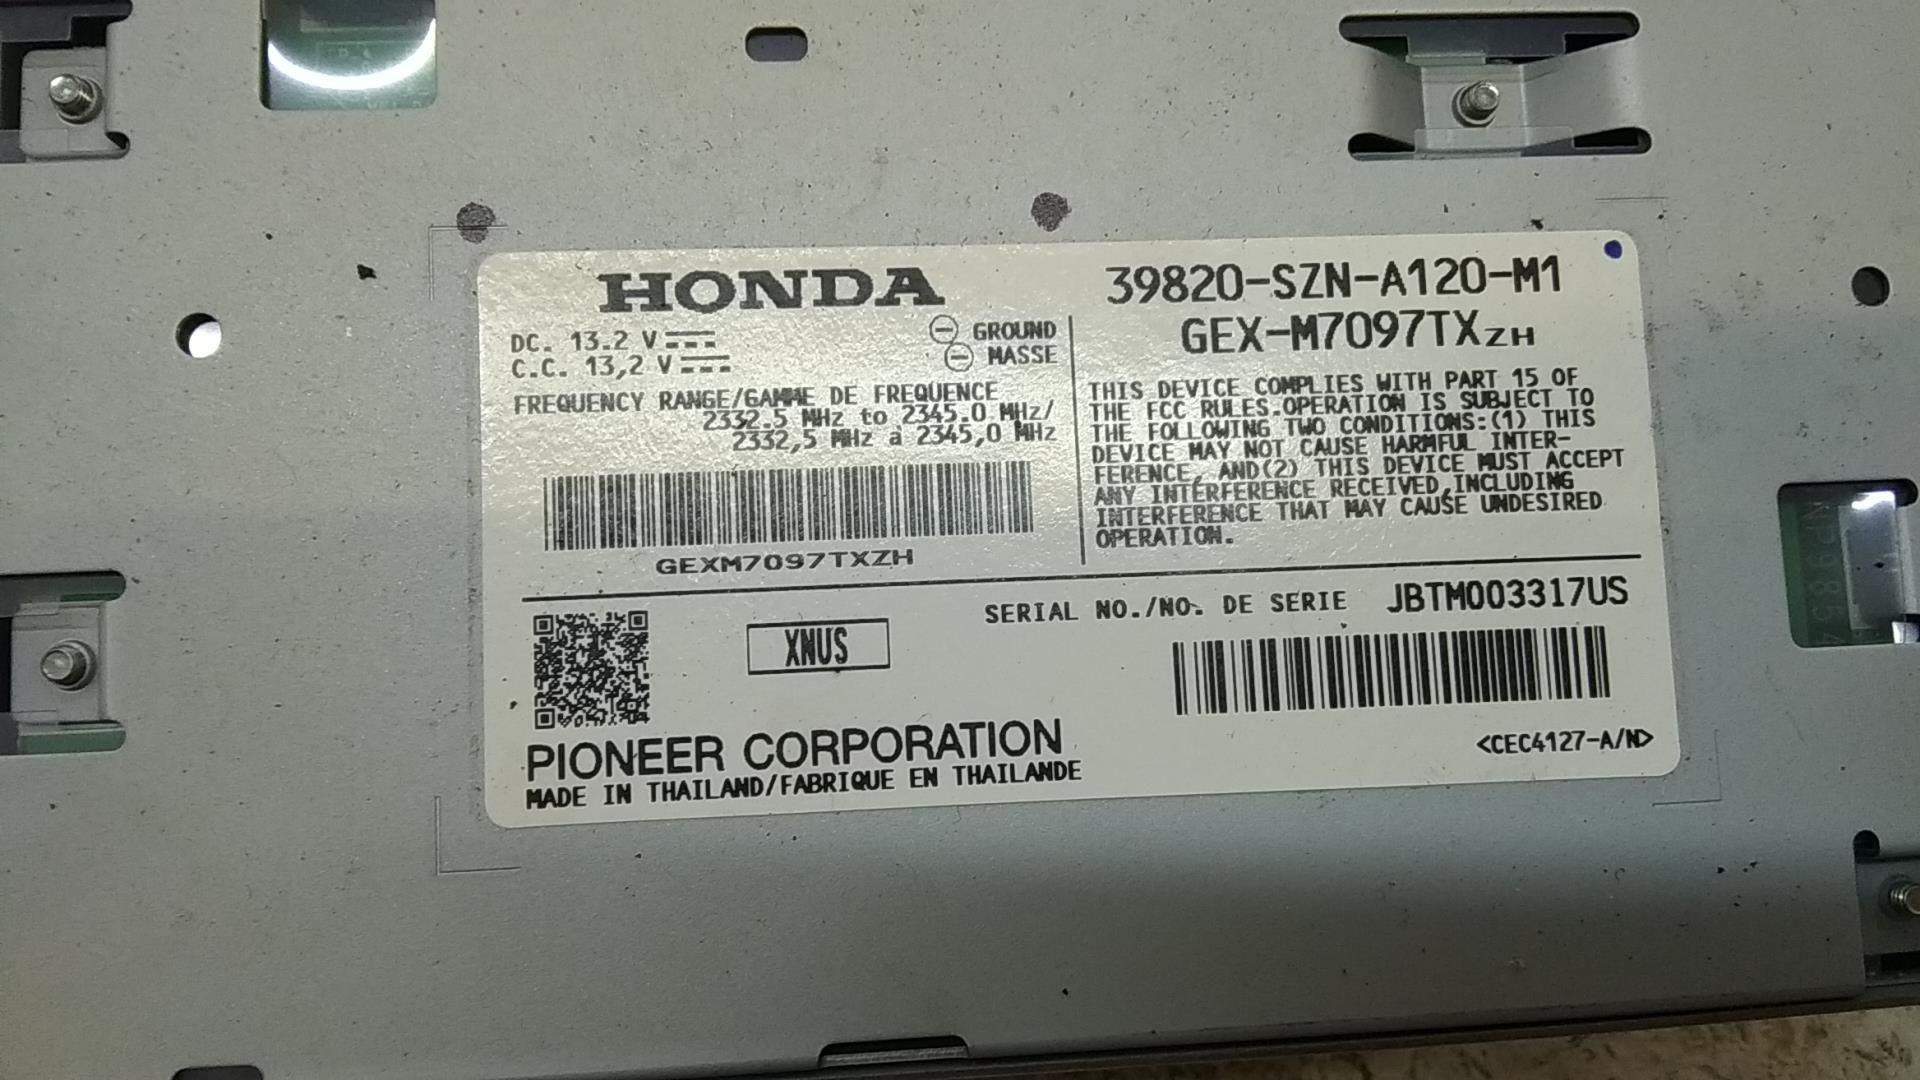 HONDA
39820-SZN-A120-M1
GEX-M7097TXZH
DC. 13.2 V
C.C. 13,2 V
GROUND
MASSE
FREQUENCY RANGE/GAMME DE FREQUENCE
2332.5 MHz to 2345.0 MHz/
2332,5 MHz à 2345,0 MHz
GEXM7097TXZH
THIS DEVICE COMPLIES WITH PART 15 OF
THE FCC RULES.OPERATION IS SUBJECT TO
THE FOLLOWING TWO CONDITIONS:(1) THIS
DEVICE MAY NOT CAUSE HARMFUL INTER-
FERENCE, AND(2) THIS DEVICE MUST ACCEPT
ANY INTERFERENCE RECEIVED,INCLUDING
INTERFERENCE THAT MAY CAUSE UNDESIRED
OPERATION.
SERIAL NO./NO. DE SERIE JBTM003317US
XNUS
PIONEER CORPORATION
MADE IN THAILAND/FABRIQUE EN THAILANDE
<CEC4127-A/N>